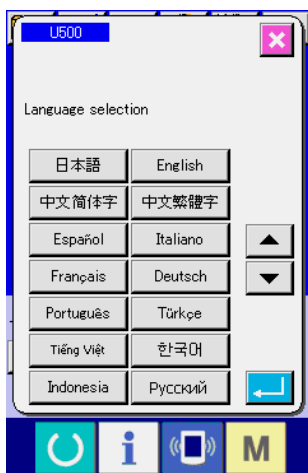 U500
Language selection
日本語 English
中文简体字 中文繁體字
Español Italiano
Français Deutsch
Português Türkçe
Tiếng Việt 한국어
Indonesia Русский
i M